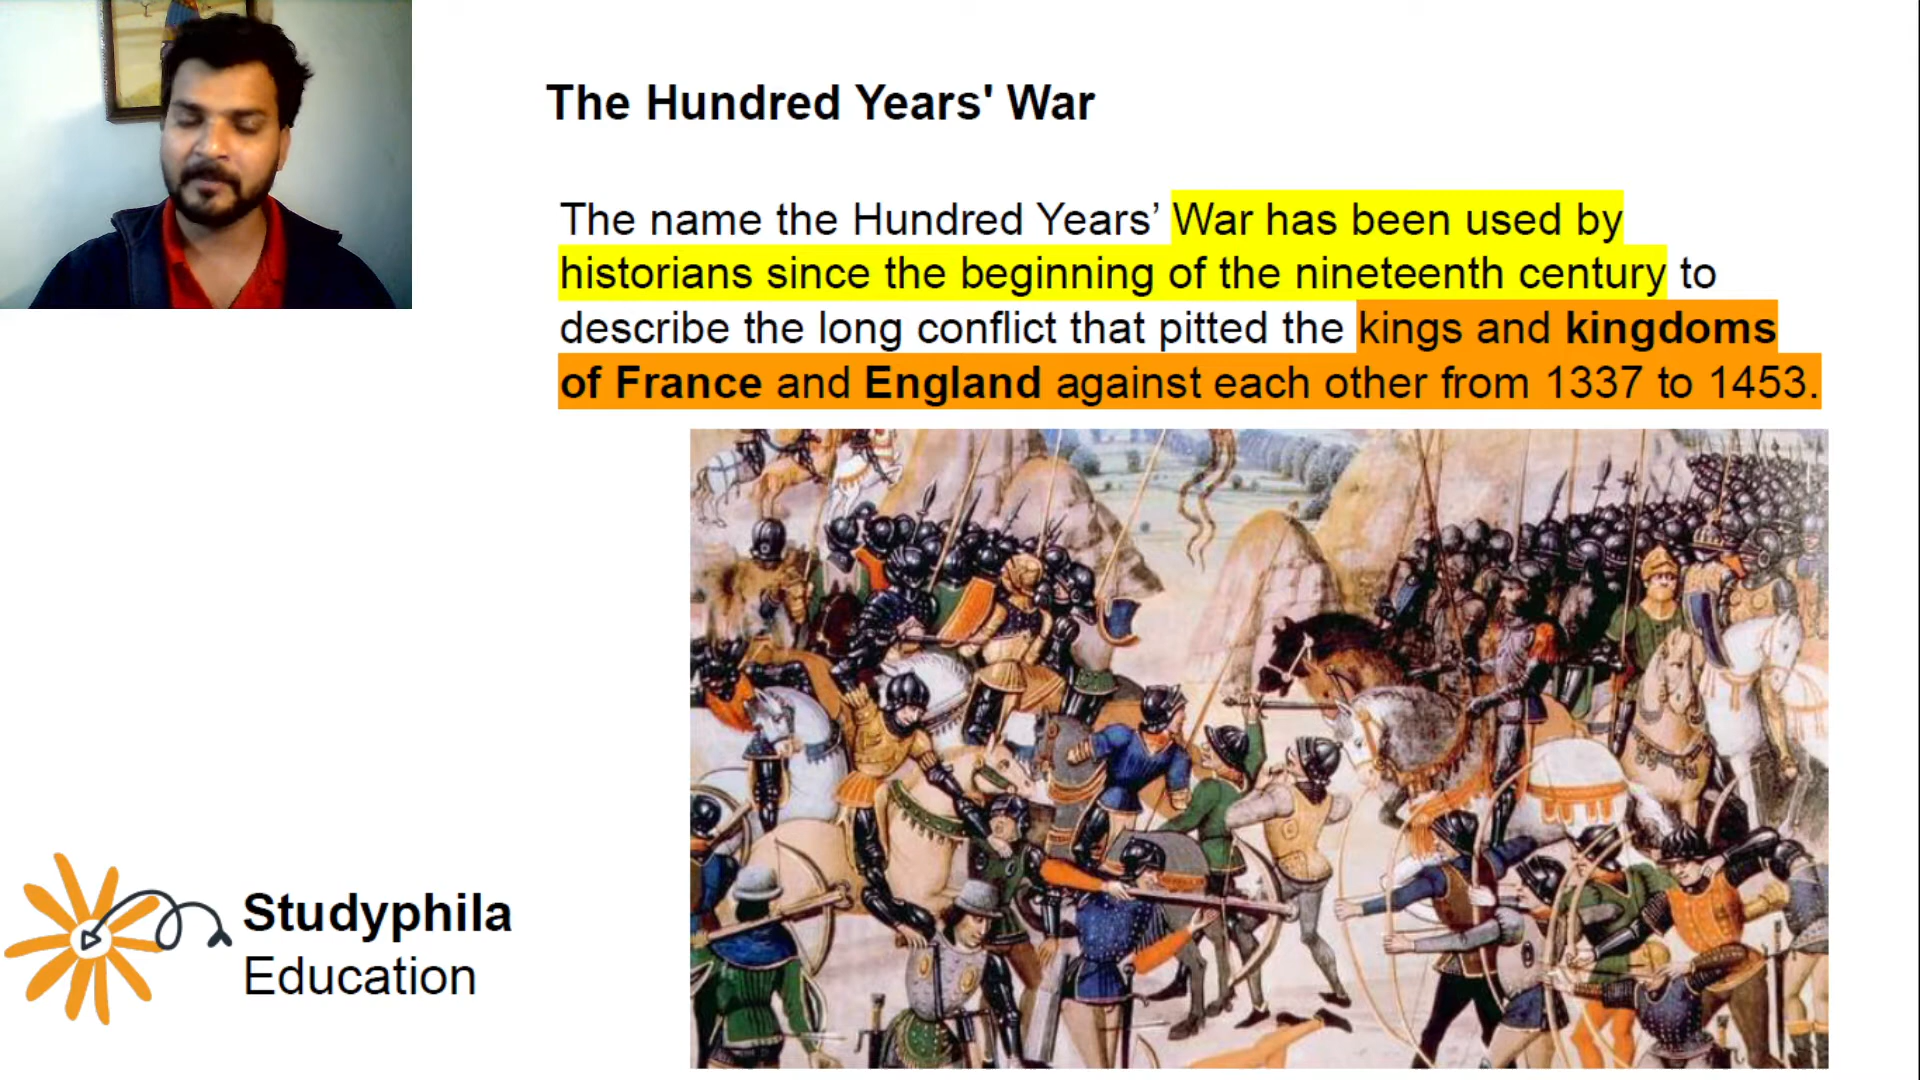 The Hundred Years' War
The name the Hundred Years’ War has been used by
historians since the beginning of the nineteenth century to
describe the long conflict that pitted the kings and kingdoms
of France and England against each other from 1337 to 1453.
Studyphila
Education